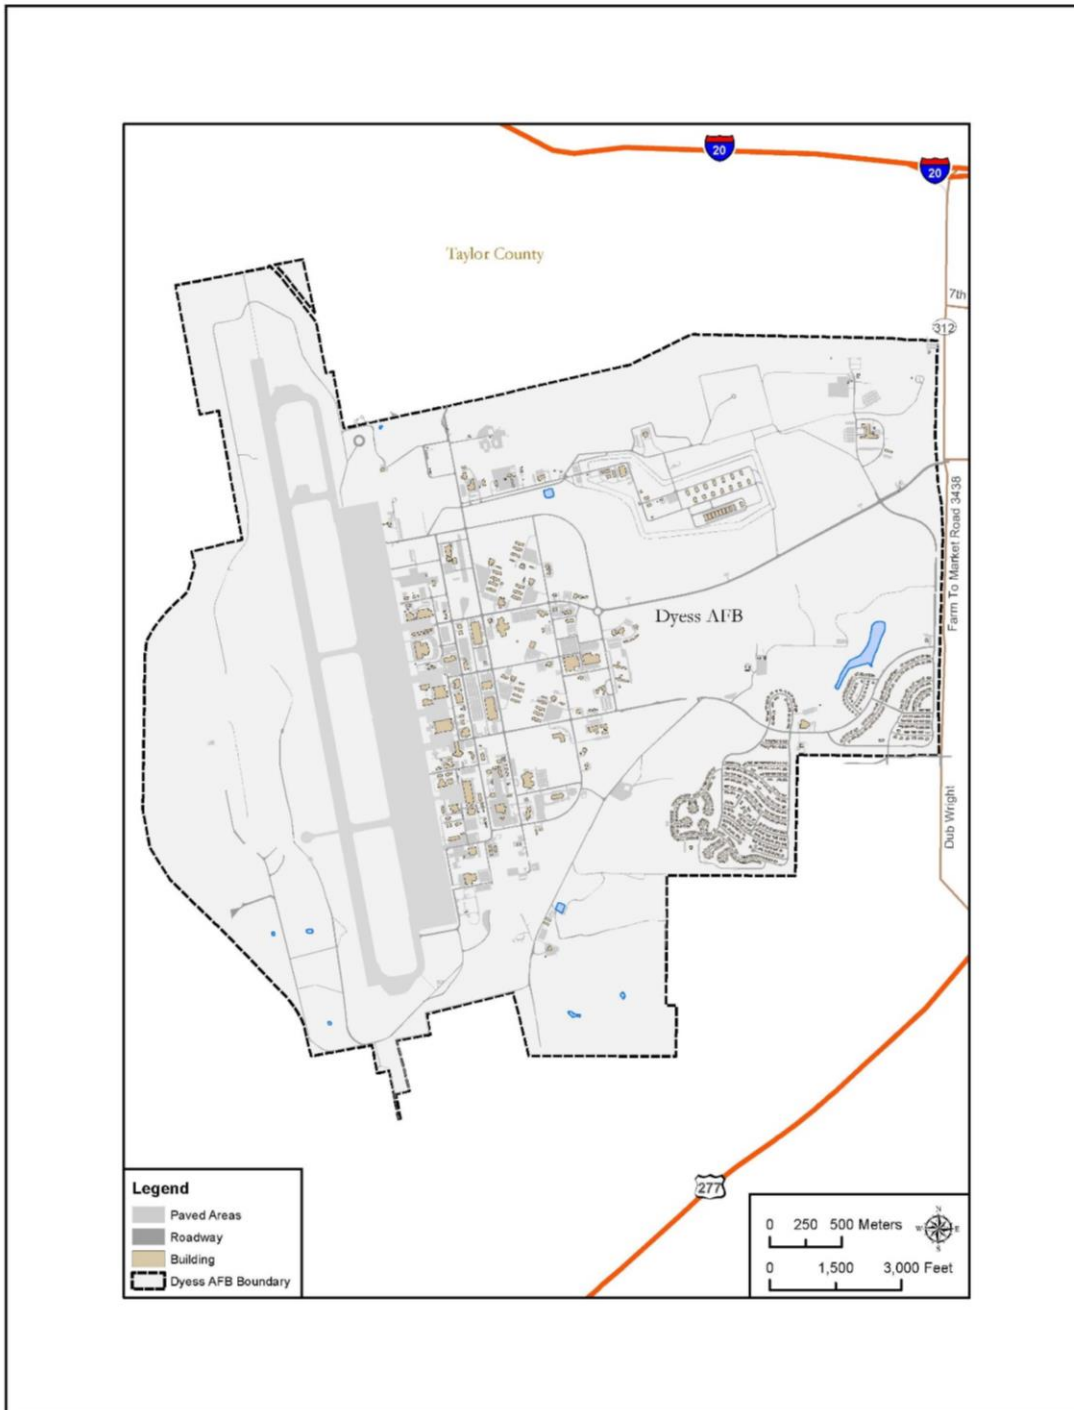 20
20
Taylor County
7th
312
Farm To Market Road 3438
Dyess AFB
Dub Wright
277
Legend
Paved Areas
Roadway
Building
Dyess AFB Boundary
0 250 500 Meters
0 1,500 3,000 Feet
N
W E
S